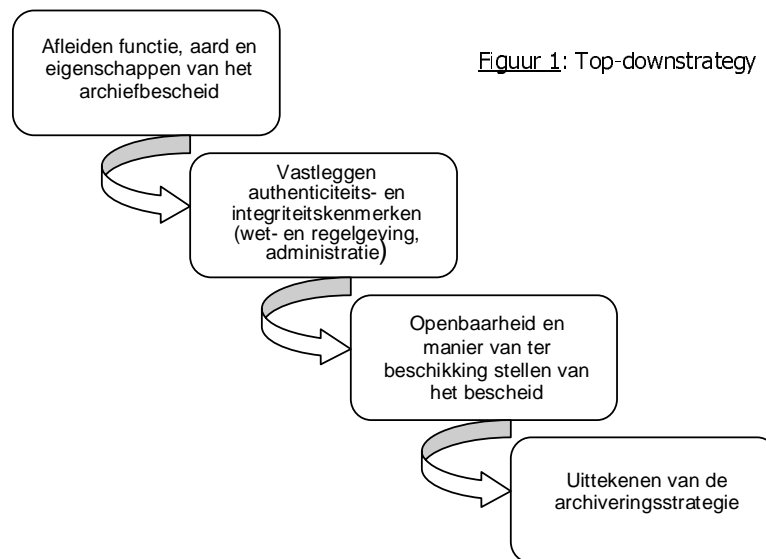 Afleiden functie, aard en
eigenschappen van het
archiefbescheid
Figuur 1: Top-downstrategy
Vastleggen
authenticiteits- en
integriteitskenmerken
(wet- en regelgeving,
administratie)
Openbaarheid en
manier van ter
beschikking stellen van
het bescheid
Uittekenen van de
archiveringsstrategie